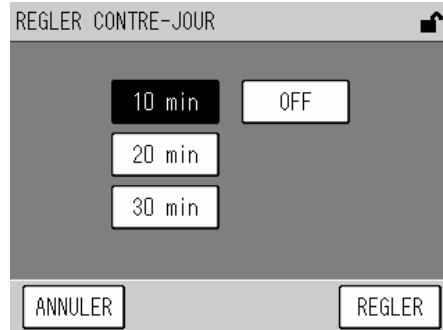 REGLER CONTRE-JOUR
10 min OFF
20 min
30 min
ANNULER REGLER